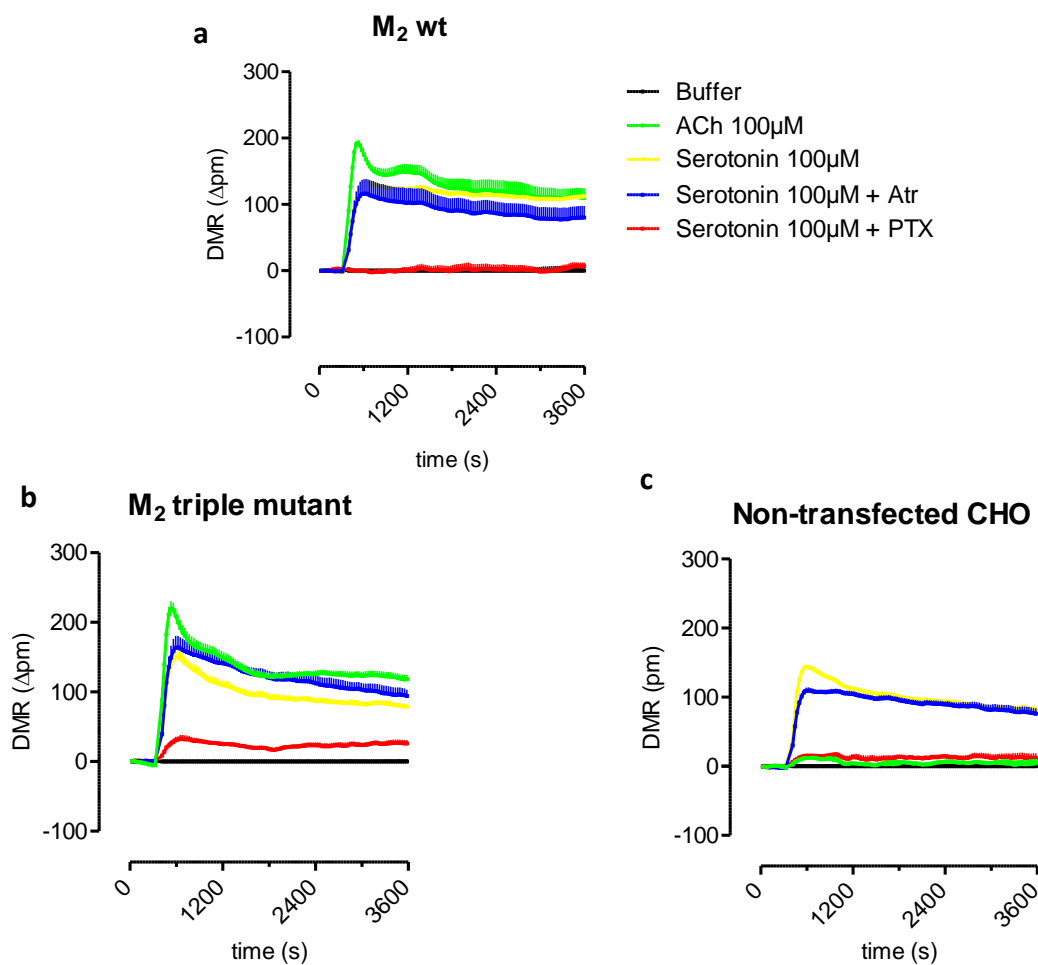 a
M₂ wt
300
200
100
0
-100
DMR (Δpm)
0
1200
2400
3600
time (s)
Buffer
ACh 100µM
Serotonin 100µM
Serotonin 100µM + Atr
Serotonin 100µM + PTX
b
M₂ triple mutant
300
200
100
0
-100
DMR (Δpm)
0
1200
2400
3600
time (s)
c
Non-transfected CHO
300
200
100
0
-100
DMR (pm)
0
1200
2400
3600
time (s)